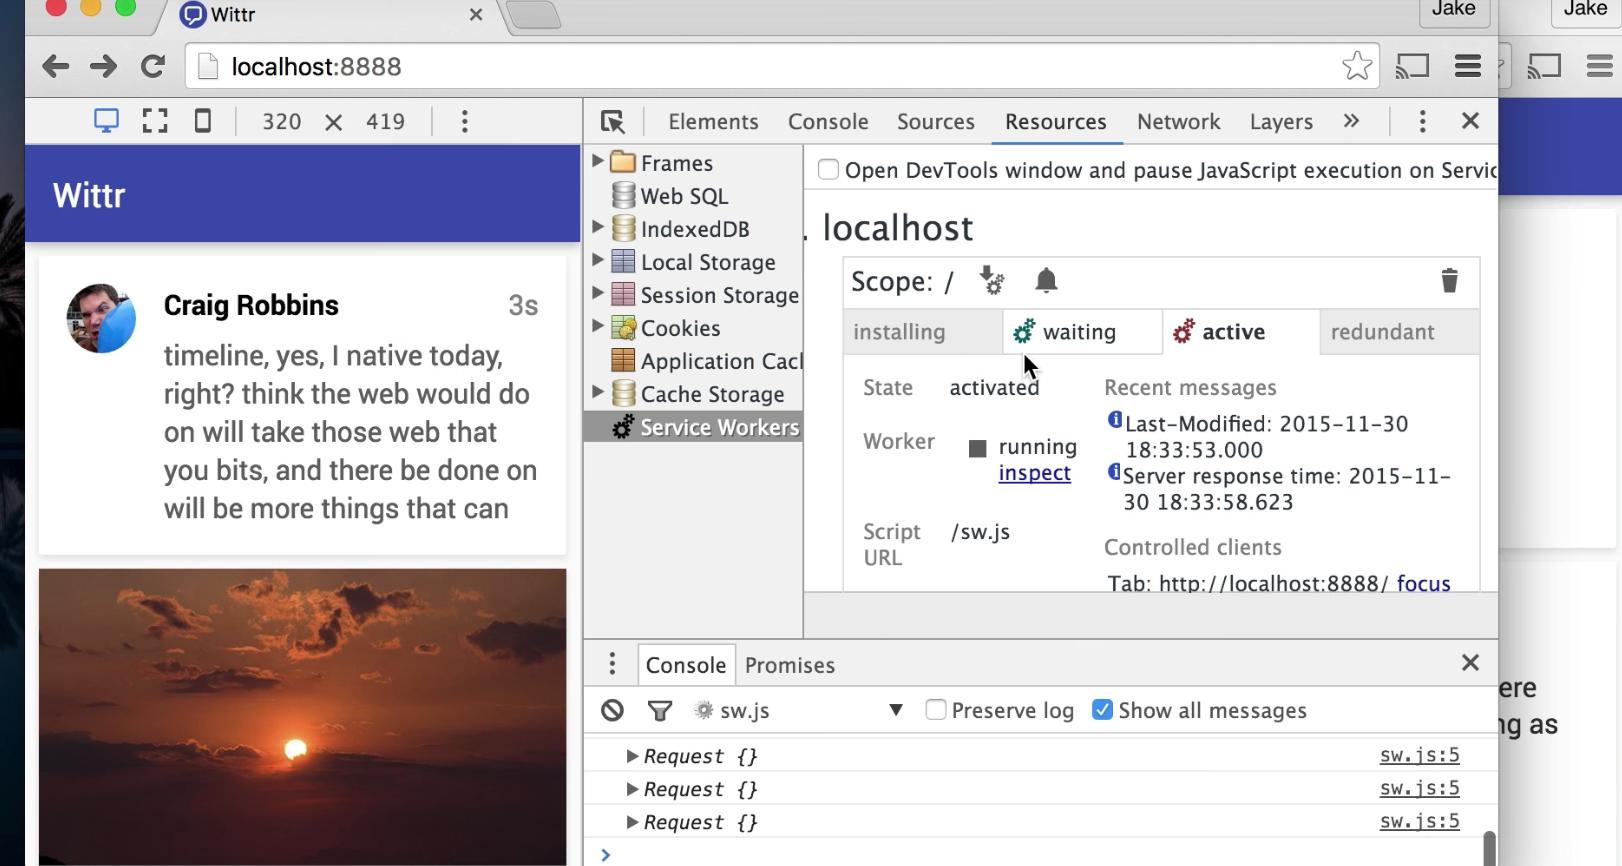 Wittr
Jake
Jake
localhost:8888
320 × 419
Elements Console Sources Resources Network Layers »
Wittr
Craig Robbins 3s
timeline, yes, I native today,
right? think the web would do
on will take those web that
you bits, and there be done on
will be more things that can
Frames
Web SQL
IndexedDB
Local Storage
Session Storage
Cookies
Application Cac
Cache Storage
Service Workers
Open DevTools window and pause JavaScript execution on Servic
localhost
Scope: /
installing waiting active redundant
State activated
Worker running
inspect
Script
URL
/sw.js
Recent messages
Last-Modified: 2015-11-30
18:33:53.000
Server response time: 2015-11-
30 18:33:58.623
Controlled clients
Tab: http://localhost:8888/ focus
Console Promises
sw.js Preserve log Show all messages
Request {} sw.js:5
Request {} sw.js:5
Request {} sw.js:5
ere
ng as